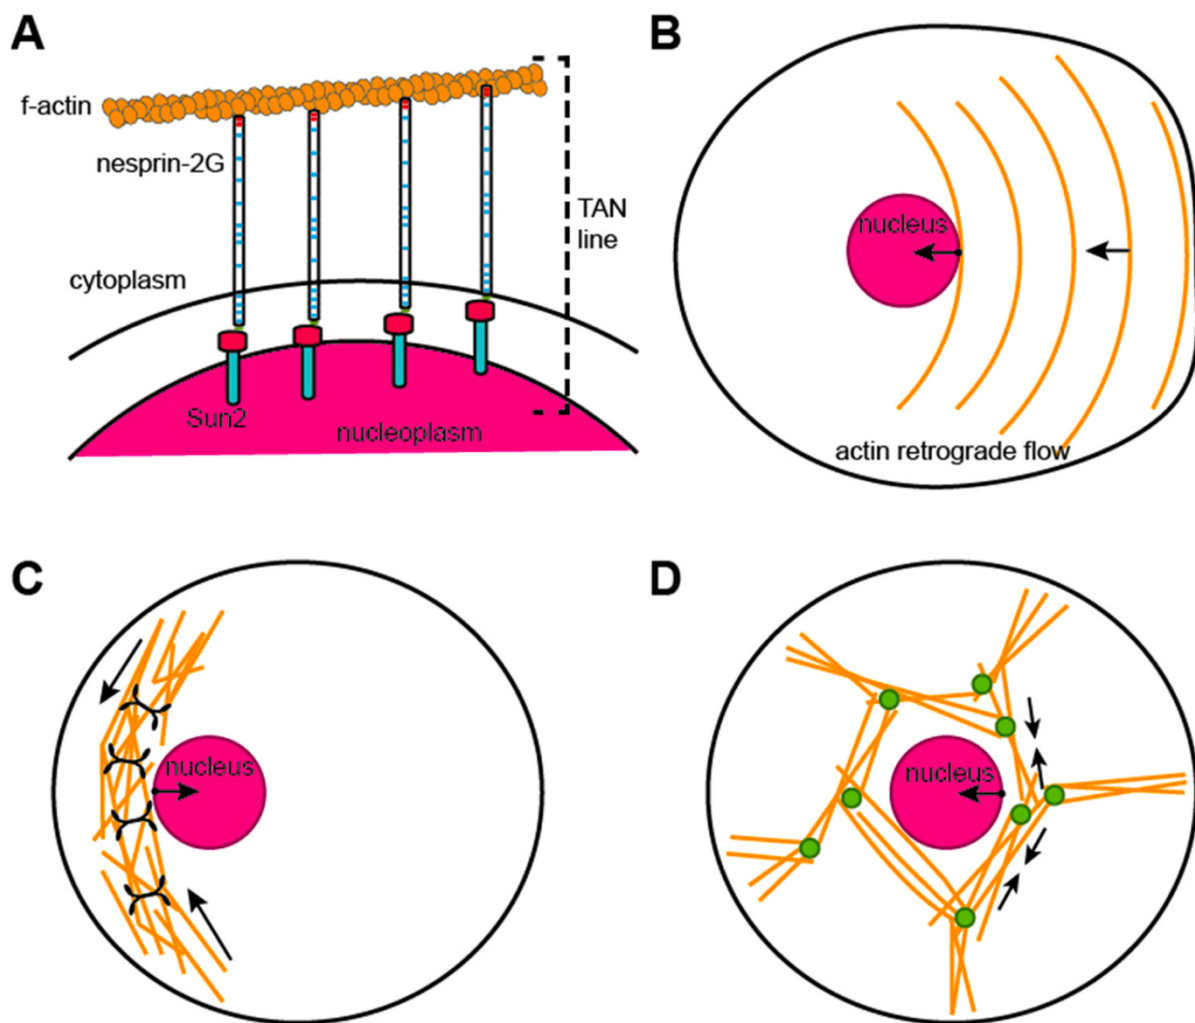 A
f-actin
nesprin-2G
TAN
line
cytoplasm
Sun2
nucleoplasm
B
nucleus
actin retrograde flow
C
nucleus
D
nucleus